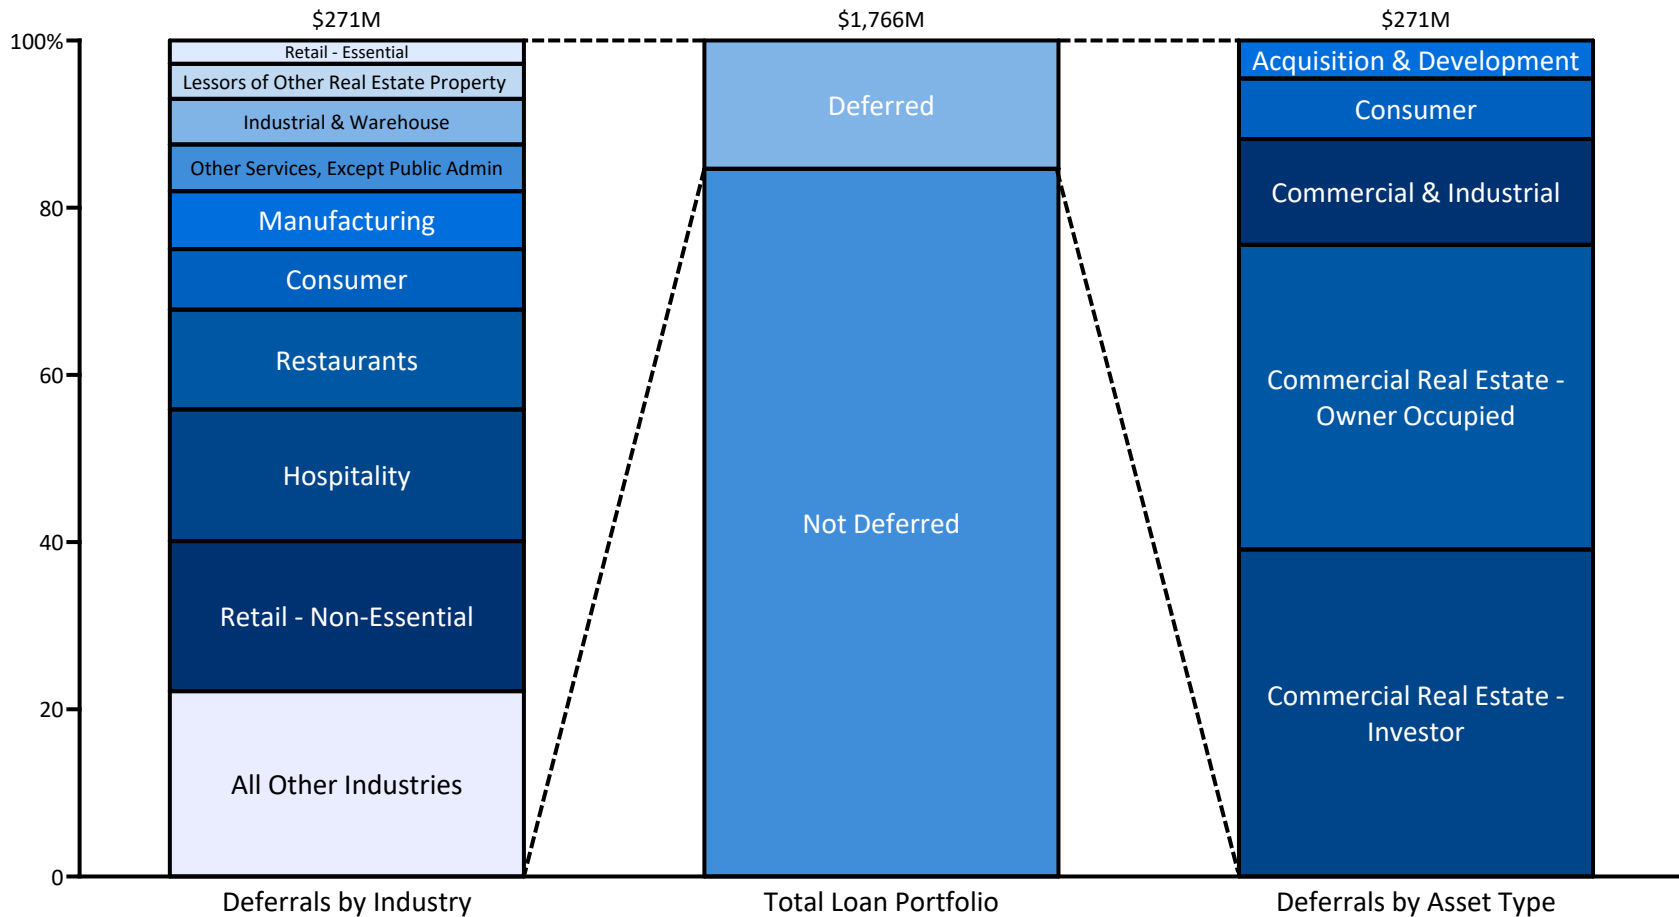 $271M
$1,766M
$271M
100%
80
60
40
20
0
Retail - Essential
Lessors of Other Real Estate Property
Industrial & Warehouse
Other Services, Except Public Admin
Manufacturing
Consumer
Restaurants
Hospitality
Retail - Non-Essential
All Other Industries
Deferred
Not Deferred
Acquisition & Development
Consumer
Commercial & Industrial
Commercial Real Estate -
Owner Occupied
Commercial Real Estate -
Investor
Deferrals by Industry
Total Loan Portfolio
Deferrals by Asset Type